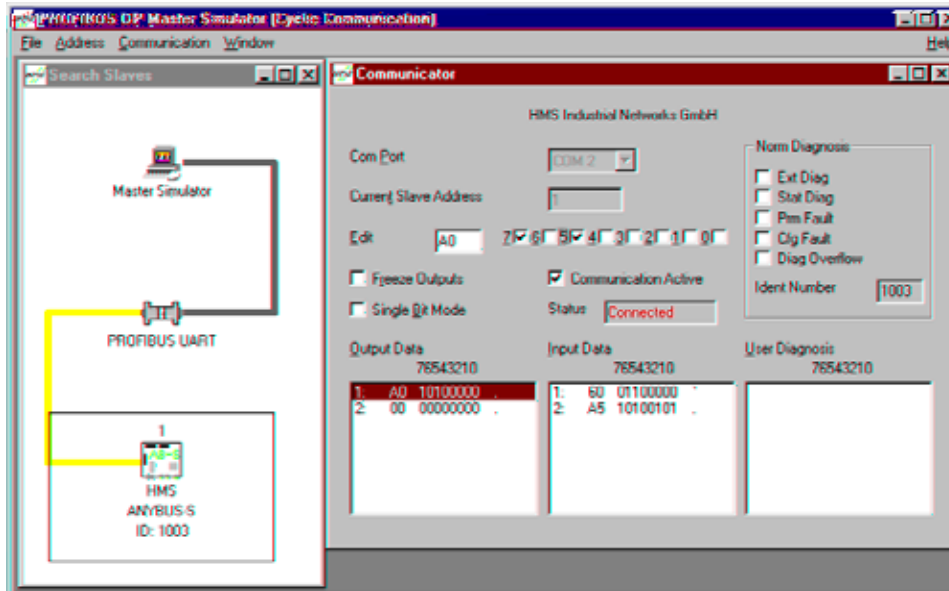 PROFIBUS DP Master Simulator [Cyclic Communication]
File Address Communication Window Help
Search Slaves
Master Simulator
PROFIBUS UART
1
HMS
ANYBUS-S
ID: 1003
Communicator
HMS Industrial Networks GmbH
Com Port COM 2
Current Slave Address 1
Edit A0 7 6 5 4 3 2 1 0
Freeze Outputs Communication Active
Single Bit Mode Status Connected
Norm Diagnosis
Ext Diag
Stat Diag
Prm Fault
Cfg Fault
Diag Overflow
Ident Number 1003
Output Data
76543210
1: A0 10100000 .
2: 00 00000000 .
Input Data
76543210
1: 60 01100000 `
2: A5 10100101 .
User Diagnosis
76543210